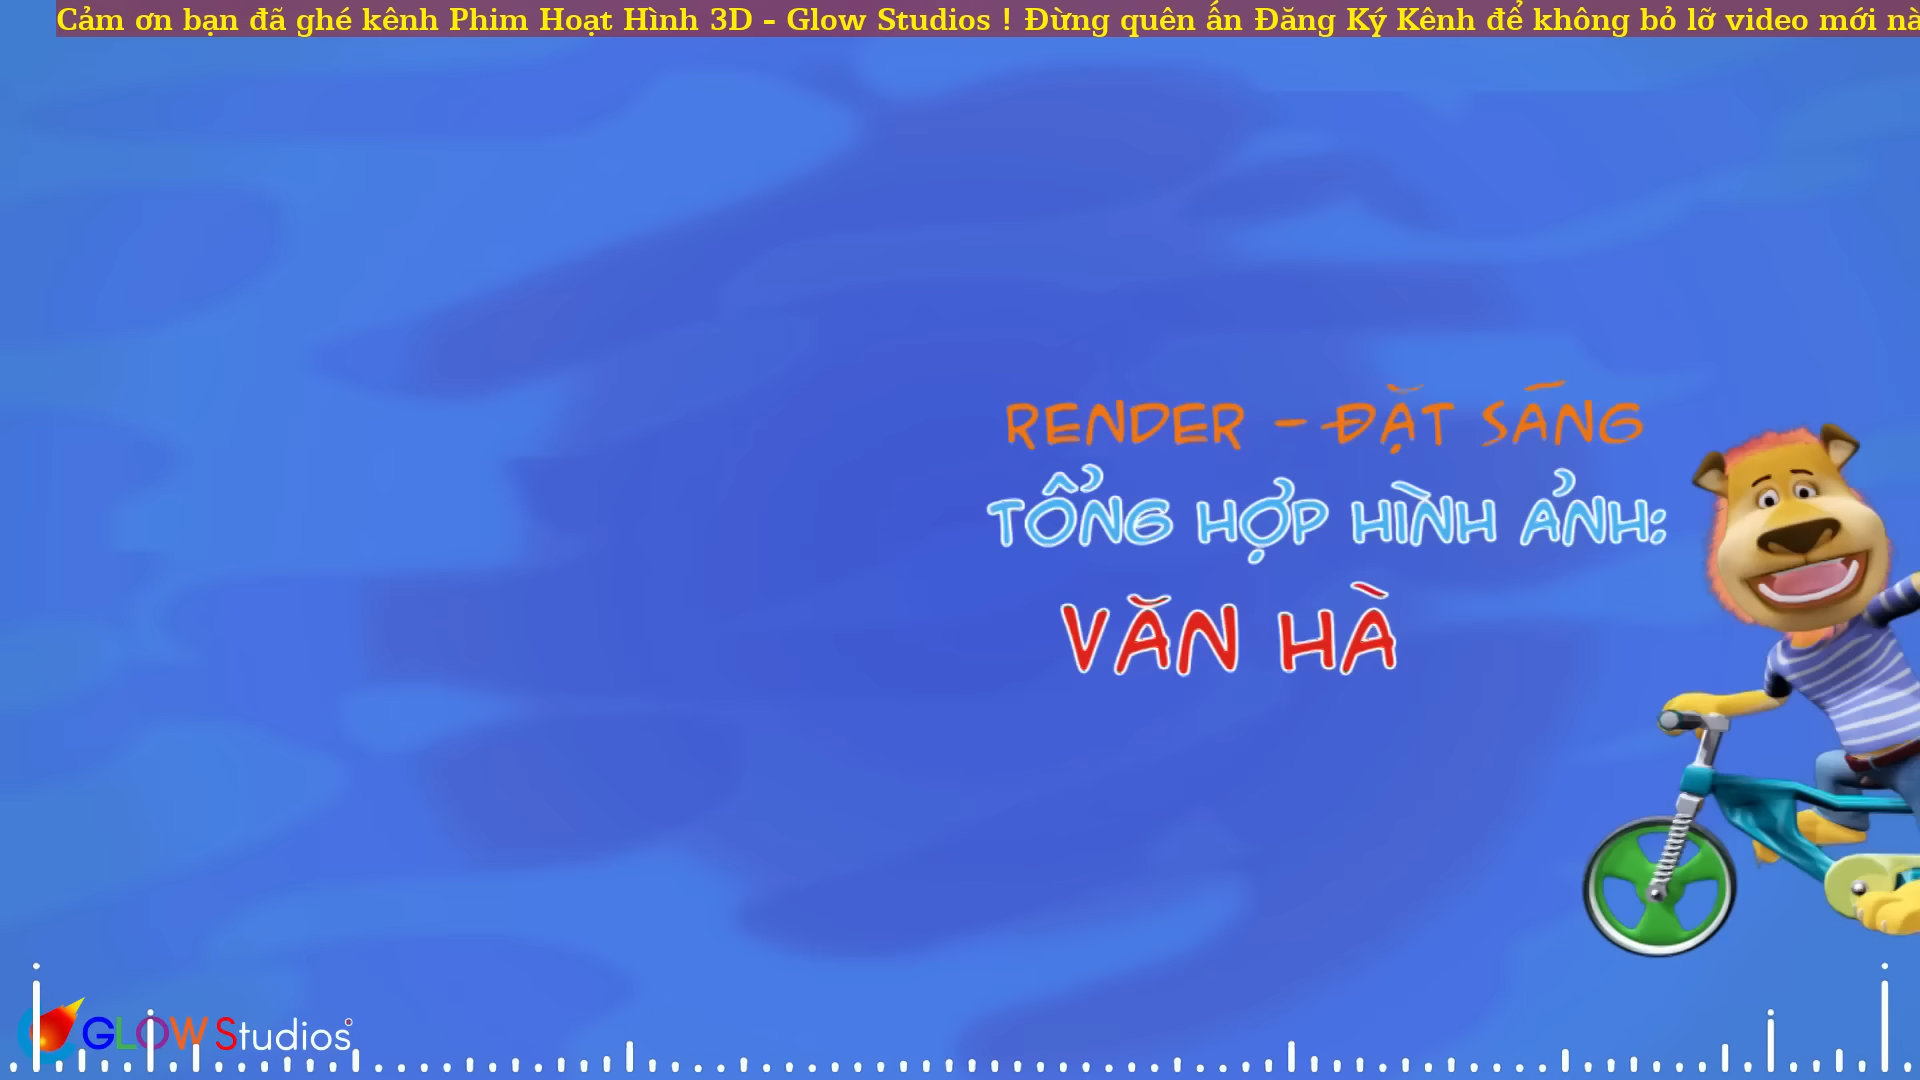 Cảm ơn bạn đã ghé kênh Phim Hoạt Hình 3D - Glow Studios ! Đừng quên ấn Đăng Ký Kênh để không bỏ lỡ video mới nà
RENDER - ĐẶT SÁNG
TỔNG HỢP HÌNH ẢNH:
VĂN HÀ
GLOW Studios